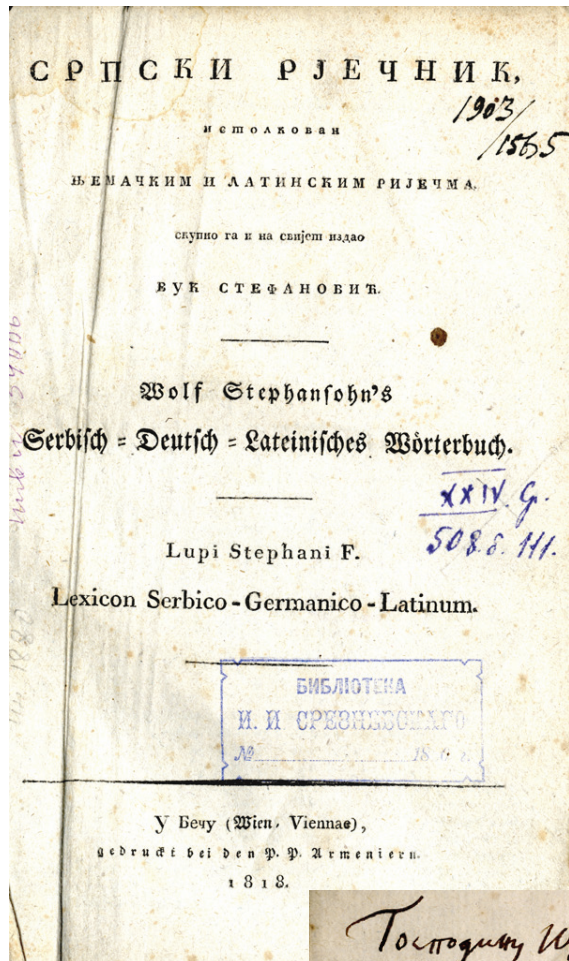 СРПСКИ РЈЕЧНИК,
1903/
1565
истолкован
ЊЕМАЧКИМ И ЛАТИНСКИМ РИЈЕЧМА.
скупио га и на свијет издао
ВУК СТЕФАНОВИЋ.
Wolf Stephanſohn's
Serbiſch = Deutſch = Lateiniſches Wörterbuch.
XXIV. G.
508. δ. 111.
Lupi Stephani F.
Lexicon Serbico - Germanico - Latinum.
БИБЛІОТЕКА
И. И СРЕЗНЕВСКАГО
№ 18 г.
У Бечу (Wien, Viennae),
gedruckt bei den P. P. Armeniern.
1818.
Господину